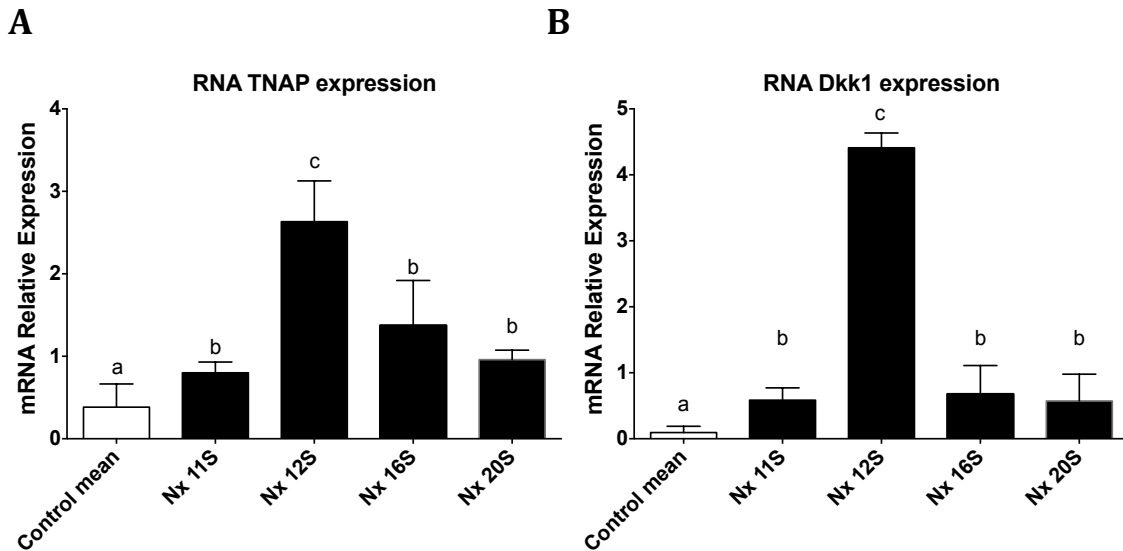 A
RNA TNAP expression
mRNA Relative Expression
4
3
2
1
0
a
b
c
b
b
Control mean
Nx 11S
Nx 12S
Nx 16S
Nx 20S
B
RNA Dkk1 expression
mRNA Relative Expression
5
4
3
2
1
0
a
b
c
b
b
Control mean
Nx 11S
Nx 12S
Nx 16S
Nx 20S